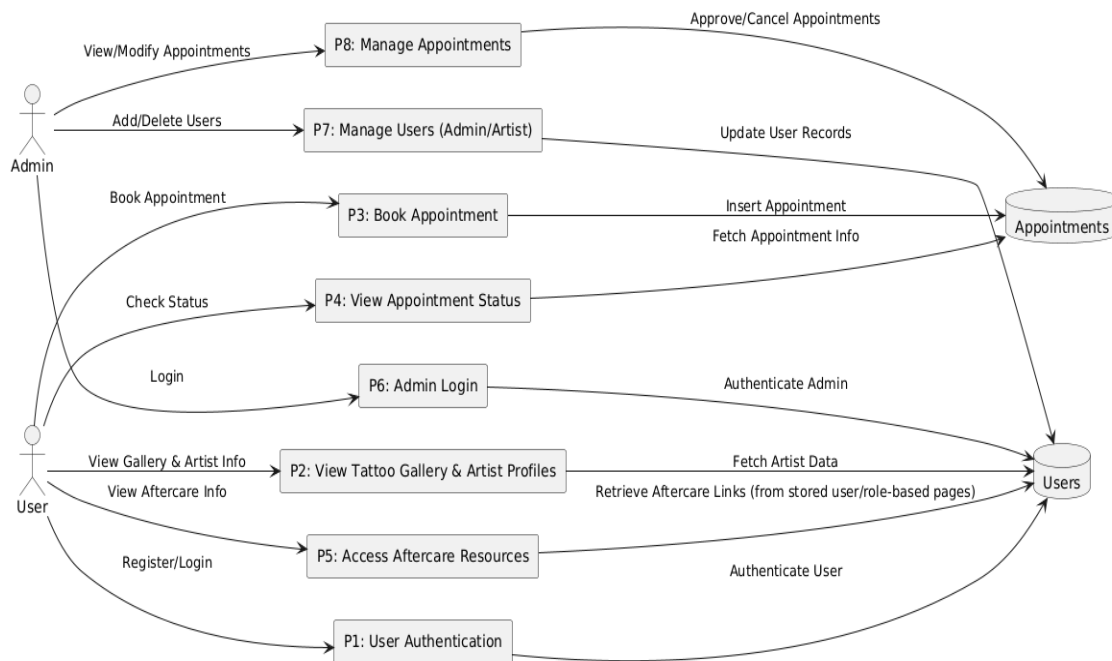 Approve/Cancel Appointments
View/Modify Appointments
P8: Manage Appointments
Add/Delete Users
P7: Manage Users (Admin/Artist)
Update User Records
Admin
Book Appointment
P3: Book Appointment
Insert Appointment
Appointments
Fetch Appointment Info
Check Status
P4: View Appointment Status
Login
P6: Admin Login
Authenticate Admin
View Gallery & Artist Info
P2: View Tattoo Gallery & Artist Profiles
Fetch Artist Data
Users
User
View Aftercare Info
Retrieve Aftercare Links (from stored user/role-based pages)
P5: Access Aftercare Resources
Register/Login
Authenticate User
P1: User Authentication